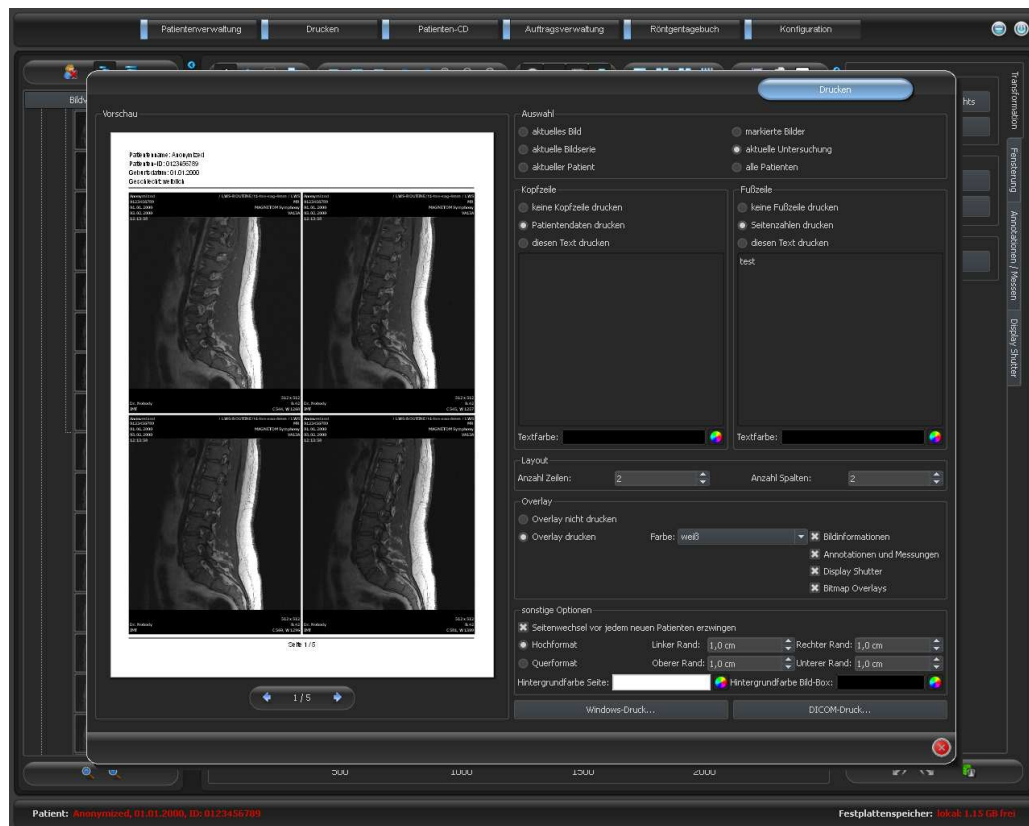 Patientenverwaltung
Drucken
Patienten-CD
Auftragsverwaltung
Röntgentagebuch
Konfiguration
Drucken
Transformation
Fensterung
Annotationen / Messen
Display Shutter
Vorschau
Patientenname: Anonymized
Patienten-ID: 0123456789
Geburtsdatum: 01.01.2000
Geschlecht: weiblich
Seite 1 / 5
1 / 5
Auswahl
aktuelles Bild
markierte Bilder
aktuelle Bildserie
aktuelle Untersuchung
aktueller Patient
alle Patienten
Kopfzeile
keine Kopfzeile drucken
Patientendaten drucken
diesen Text drucken
Textfarbe:
Fußzeile
keine Fußzeile drucken
Seitenzahlen drucken
diesen Text drucken
test
Textfarbe:
Layout
Anzahl Zeilen: 2
Anzahl Spalten: 2
Overlay
Overlay nicht drucken
Overlay drucken
Farbe: weiß
Bildinformationen
Annotationen und Messungen
Display Shutter
Bitmap Overlays
sonstige Optionen
Seitenwechsel vor jedem neuen Patienten erzwingen
Hochformat
Linker Rand: 1,0 cm
Rechter Rand: 1,0 cm
Querformat
Oberer Rand: 1,0 cm
Unterer Rand: 1,0 cm
Hintergrundfarbe Seite:
Hintergrundfarbe Bild-Box:
Windows-Druck...
DICOM-Druck...
500
1000
1500
2000
Patient: Anonymized, 01.01.2000, ID: 0123456789
Festplattenspeicher: lokal: 1.15 GB frei